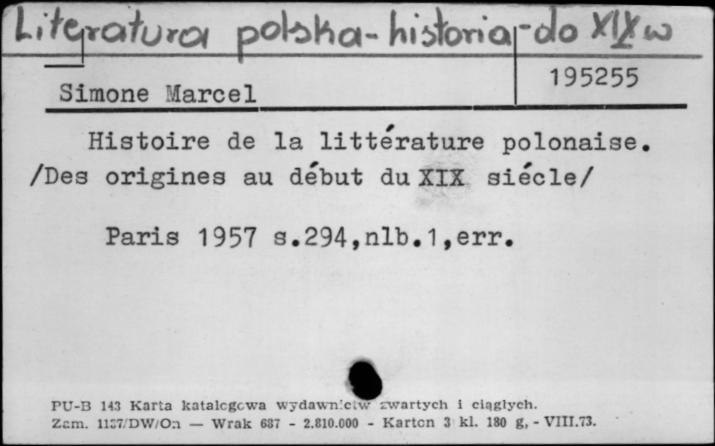 Literatura polska - historia - do XIX w
195255
Simone Marcel
Histoire de la littérature polonaise.
/Des origines au début du XIX siécle/
Paris 1957 s.294,nlb.1,err.
PU-B 143 Karta katalogowa wydawnictw zwartych i ciągłych.
Zam. 1137/DW/On — Wrak 687 - 2.810.000 - Karton 3 kl. 180 g, - VIII.73.